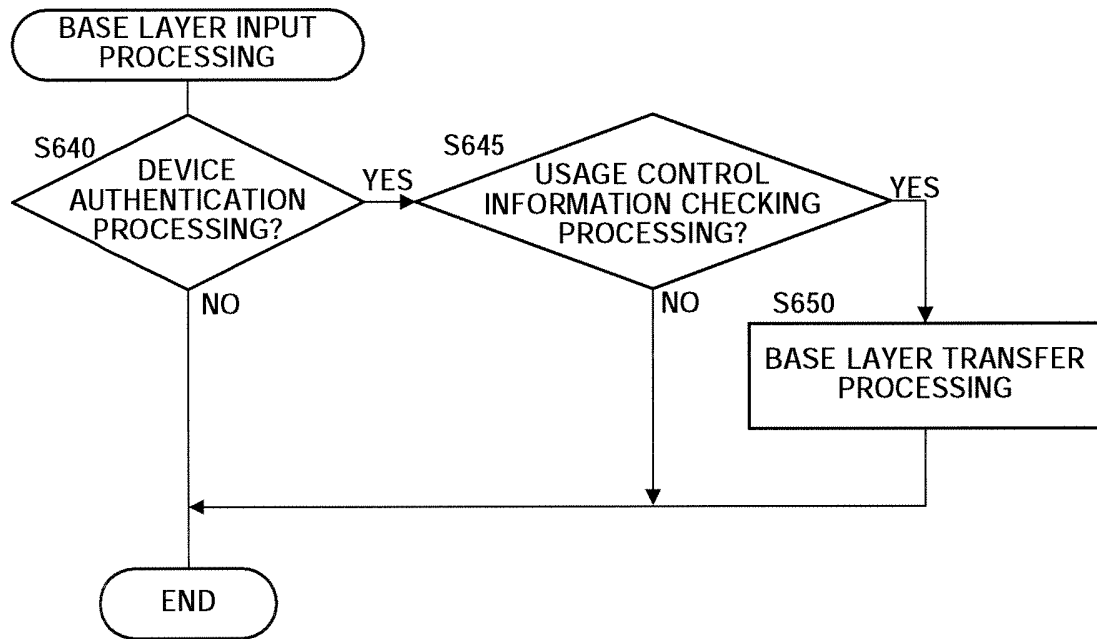 BASE LAYER INPUT
PROCESSING
S640
DEVICE
AUTHENTICATION
PROCESSING?
YES
NO
S645
USAGE CONTROL
INFORMATION CHECKING
PROCESSING?
YES
NO
S650
BASE LAYER TRANSFER
PROCESSING
END